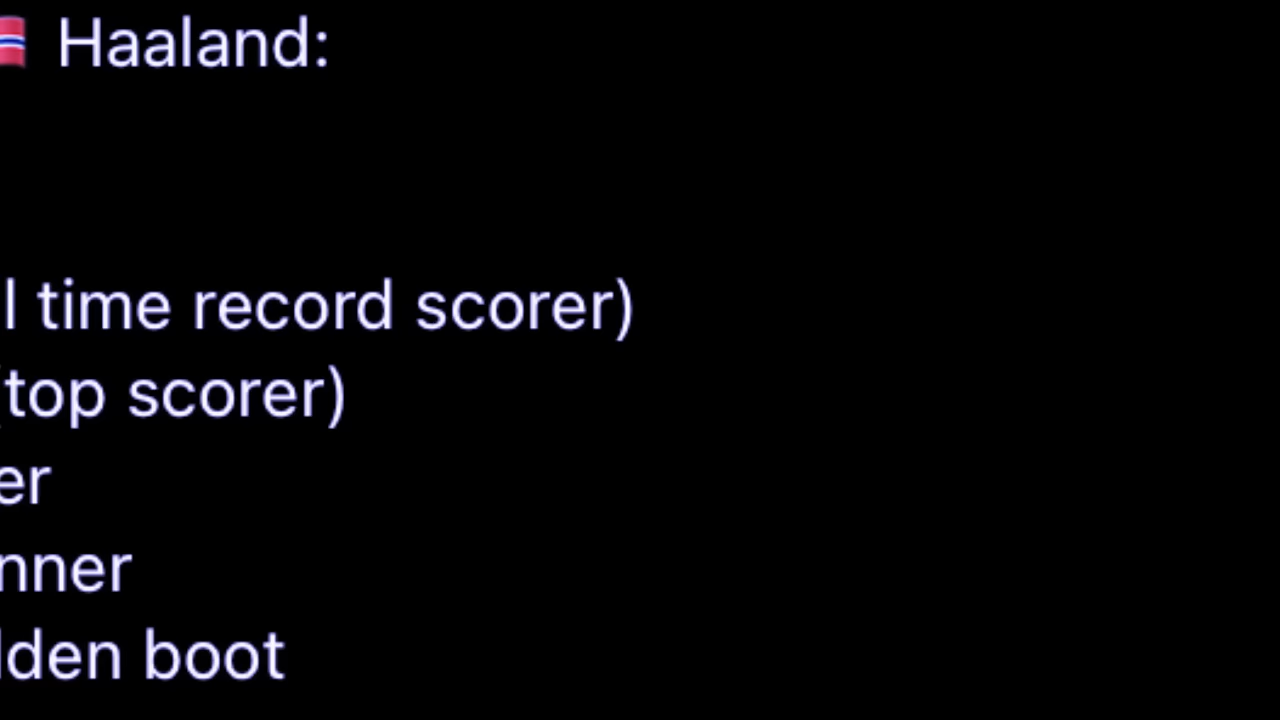 🇳🇴 Haaland:
l time record scorer)
(top scorer)
er
nner
lden boot